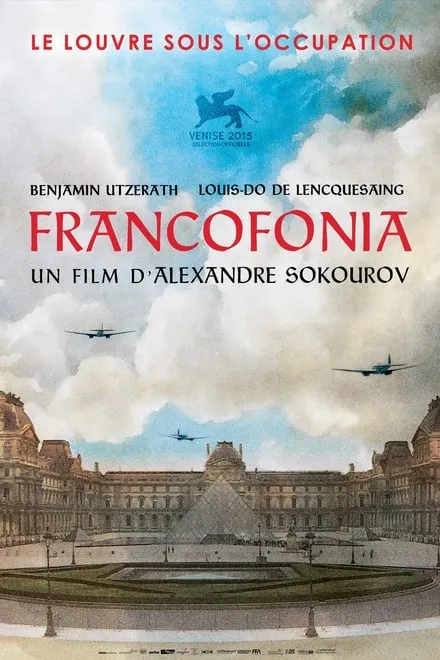 LE LOUVRE SOUS L'OCCUPATION
VENISE 2015
SÉLECTION OFFICIELLE
BENJAMIN UTZERATH LOUIS-DO DE LENCQUESAING
FRANCOFONIA
UN FILM D'ALEXANDRE SOKOUROV